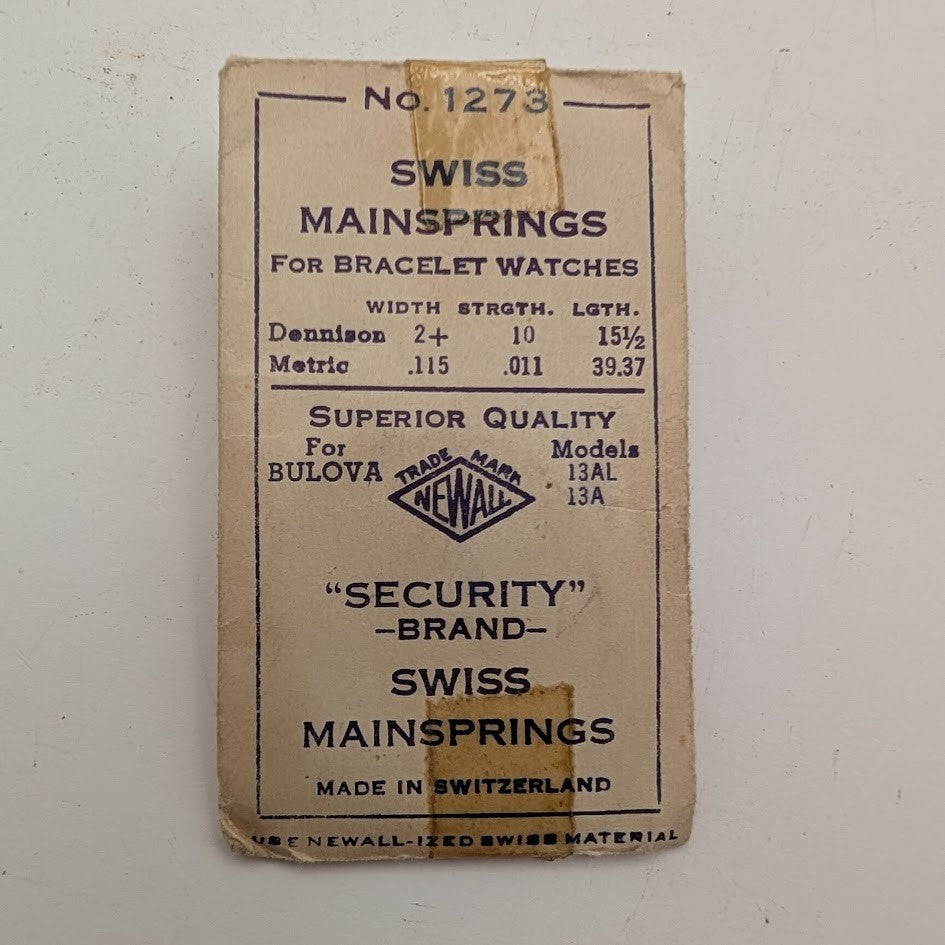 No. 1273
SWISS
MAINSPRINGS
FOR BRACELET WATCHES
WIDTH STRGTH. LGTH.
Dennison 2+ 10 15½
Metric .115 .011 39.37
SUPERIOR QUALITY
For
BULOVA
TRADE MARK
NEWALL
Models
13AL
13A
"SECURITY"
–BRAND–
SWISS
MAINSPRINGS
MADE IN SWITZERLAND
USE NEWALL-IZED SWISS MATERIAL